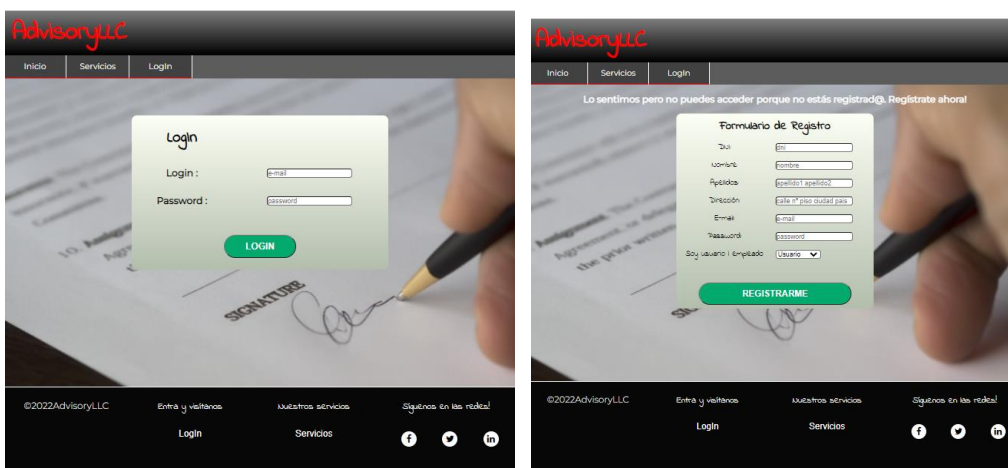 AdvisoryLLC
Inicio Servicios LogIn
LogIn
Login : e-mail
Password : password
LOGIN
10.
SIGNATURE
©2022AdvisoryLLC Entra y visítanos Nuestros servicios Síguenos en las redes!
LogIn Servicios
AdvisoryLLC
Inicio Servicios LogIn
Lo sentimos pero no puedes acceder porque no estás registrad@. Regístrate ahora!
Formulario de Registro
DNI dni
Nombre nombre
Apellidos apellido1 apellido2
Dirección calle nº piso ciudad pais
E-mail e-mail
Password password
Soy usuario | empleado Usuario
REGISTRARME
©2022AdvisoryLLC Entra y visítanos Nuestros servicios Síguenos en las redes!
LogIn Servicios